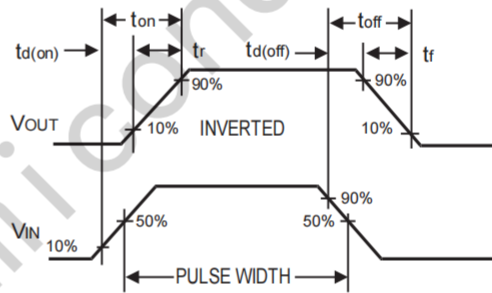 ton toff
td(on) tr td(off) tf
90% 90%
VOUT 10% INVERTED 10%
90%
50% 50%
VIN 10%
PULSE WIDTH